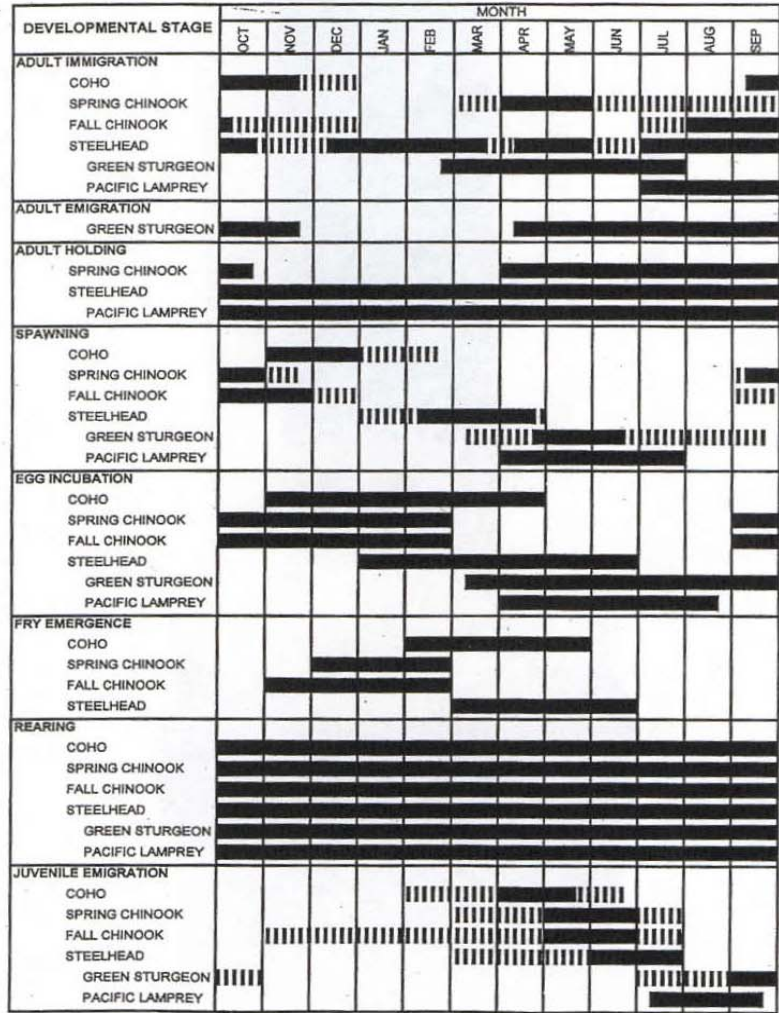 MONTH
DEVELOPMENTAL STAGE
OCT NOV DEC JAN FEB MAR APR MAY JUN JUL AUG SEP
ADULT IMMIGRATION
COHO
SPRING CHINOOK
FALL CHINOOK
STEELHEAD
GREEN STURGEON
PACIFIC LAMPREY
ADULT EMIGRATION
GREEN STURGEON
ADULT HOLDING
SPRING CHINOOK
STEELHEAD
PACIFIC LAMPREY
SPAWNING
COHO
SPRING CHINOOK
FALL CHINOOK
STEELHEAD
GREEN STURGEON
PACIFIC LAMPREY
EGG INCUBATION
COHO
SPRING CHINOOK
FALL CHINOOK
STEELHEAD
GREEN STURGEON
PACIFIC LAMPREY
FRY EMERGENCE
COHO
SPRING CHINOOK
FALL CHINOOK
STEELHEAD
REARING
COHO
SPRING CHINOOK
FALL CHINOOK
STEELHEAD
GREEN STURGEON
PACIFIC LAMPREY
JUVENILE EMIGRATION
COHO
SPRING CHINOOK
FALL CHINOOK
STEELHEAD
GREEN STURGEON
PACIFIC LAMPREY